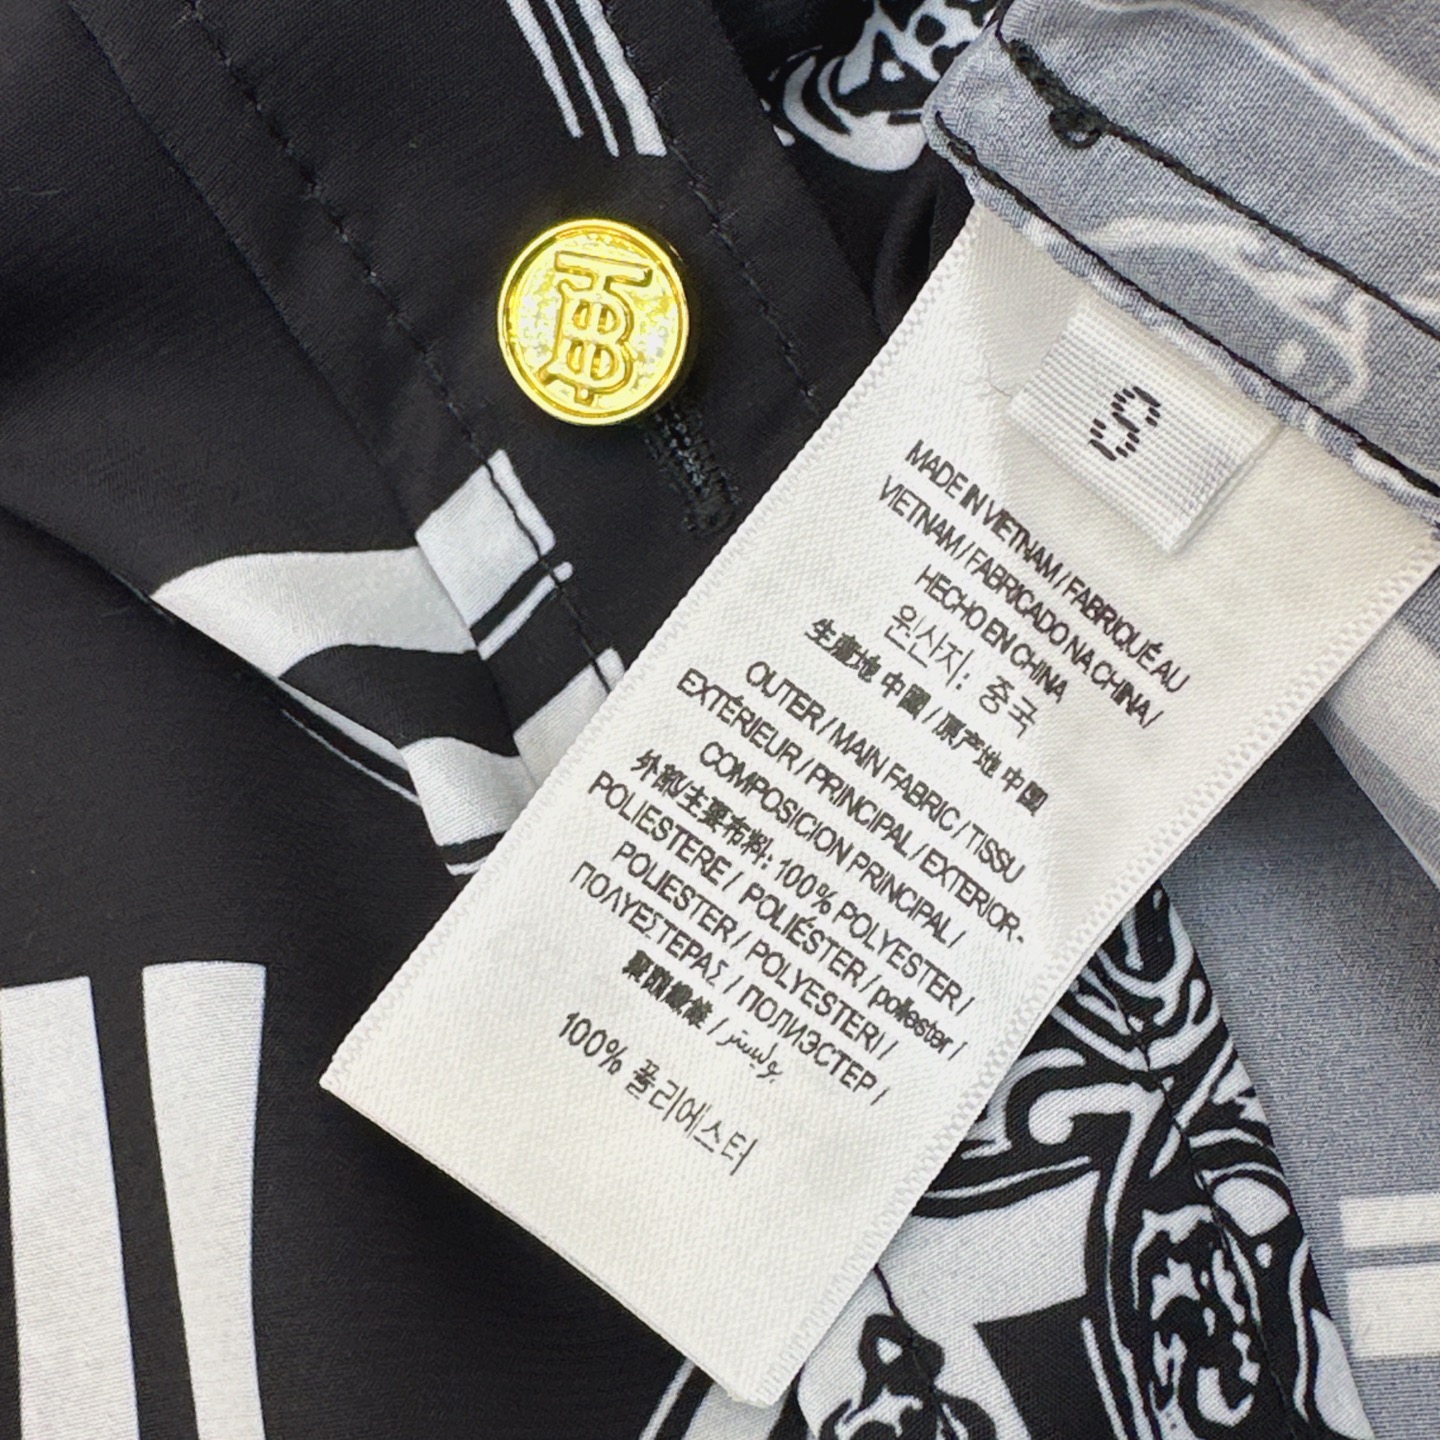 TB
S
MADE IN VIETNAM / FABRIQUÉ AU
VIETNAM / FABRICADO NA CHINA /
HECHO EN CHINA
원산지: 중국
生產地 中國 / 原产地 中國
OUTER / MAIN FABRIC / TISSU
EXTÉRIEUR / PRINCIPAL / EXTERIOR-
COMPOSICION PRINCIPAL /
外部/主要布料: 100% POLYESTER /
POLIESTERE / POLIÉSTER / poliester /
POLIESTER / POLYESTERI /
ΠΟΛΥΕΣΤΕΡΑΣ / ПОЛИЭСТЕР /
聚酯纖維 / بوليستر
100% 폴리에스터